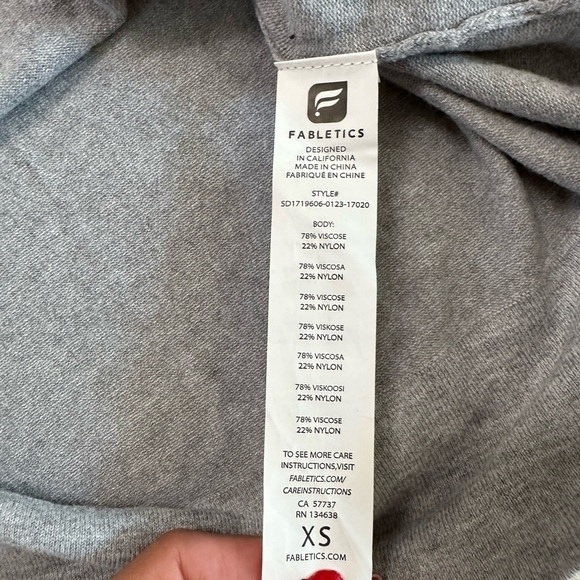 FABLETICS
DESIGNED
IN CALIFORNIA
MADE IN CHINA
FABRIQUÉ EN CHINE
STYLE#
SD1719606-0123-17020
BODY:
78% VISCOSE
22% NYLON
78% VISCOSA
22% NYLON
78% VISCOSE
22% NYLON
78% VISKOSE
22% NYLON
78% VISCOSA
22% NYLON
78% VISKOOSI
22% NYLON
78% VISCOSE
22% NYLON
TO SEE MORE CARE
INSTRUCTIONS,VISIT
FABLETICS.COM/
CAREINSTRUCTIONS
CA 57737
RN 134638
XS
FABLETICS.COM